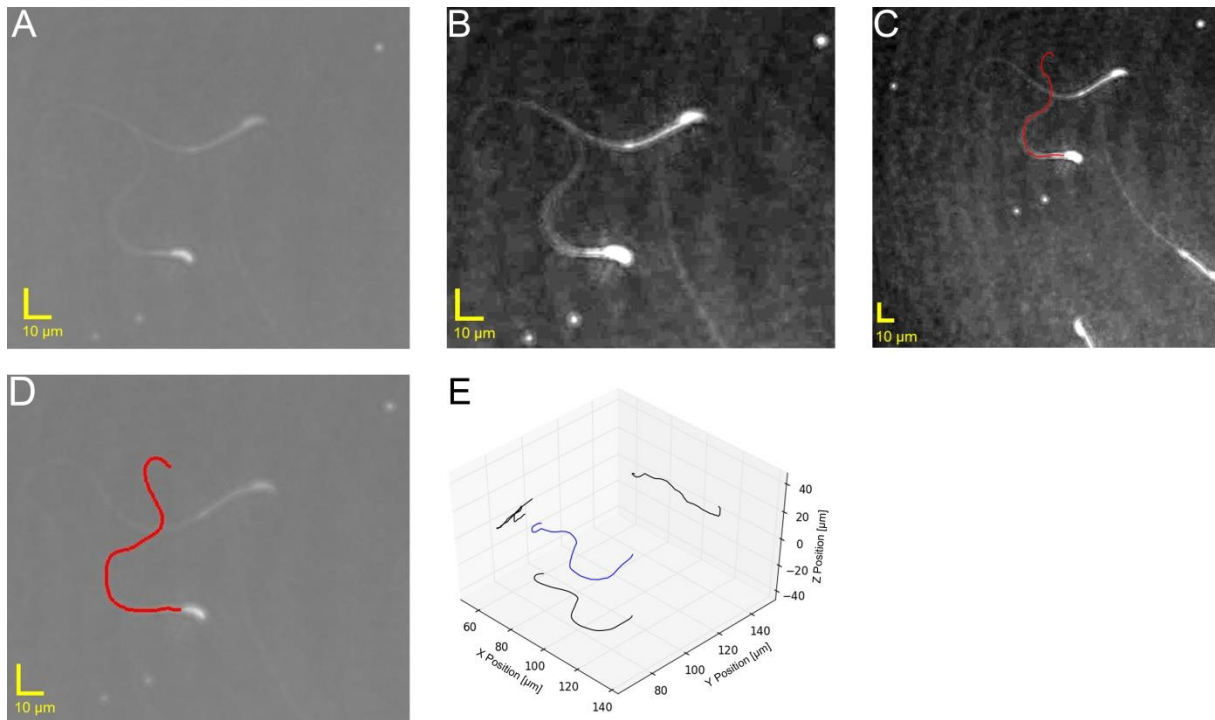 A
B
C
10 µm
10 µm
10 µm
D
E
10 µm
40
20
0
−20
−40
Z Position [µm]
60
80
100
120
140
X Position [µm]
80
100
120
140
Y Position [µm]